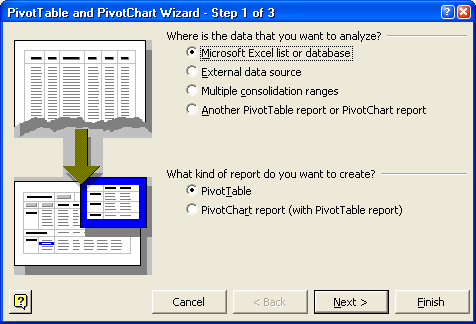 PivotTable and PivotChart Wizard - Step 1 of 3
Where is the data that you want to analyze?
Microsoft Excel list or database
External data source
Multiple consolidation ranges
Another PivotTable report or PivotChart report
What kind of report do you want to create?
PivotTable
PivotChart report (with PivotTable report)
?
Cancel
< Back
Next >
Finish